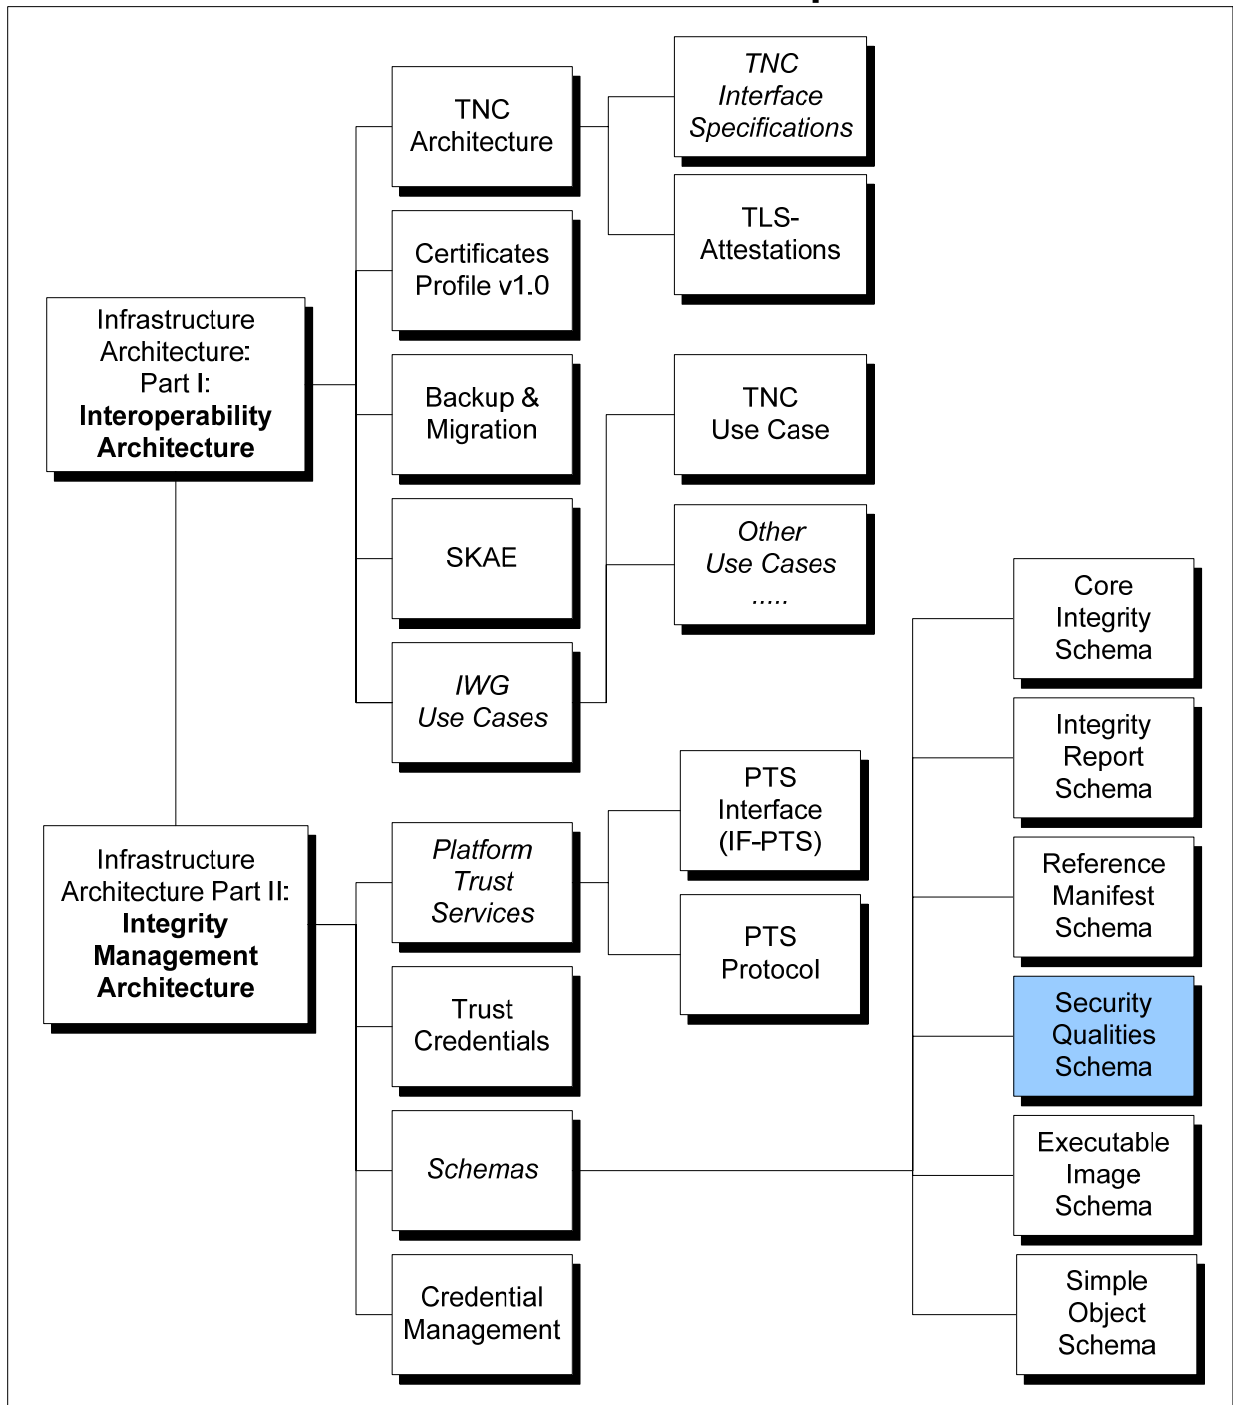 TNC
Architecture
TNC
Interface
Specifications
TLS-
Attestations
Certificates
Profile v1.0
Infrastructure
Architecture:
Part I:
Interoperability
Architecture
Backup &
Migration
TNC
Use Case
SKAE
Other
Use Cases
.....
IWG
Use Cases
Core
Integrity
Schema
Integrity
Report
Schema
PTS
Interface
(IF-PTS)
Infrastructure
Architecture Part II:
Integrity
Management
Architecture
Platform
Trust
Services
Reference
Manifest
Schema
PTS
Protocol
Trust
Credentials
Security
Qualities
Schema
Schemas
Executable
Image
Schema
Credential
Management
Simple
Object
Schema